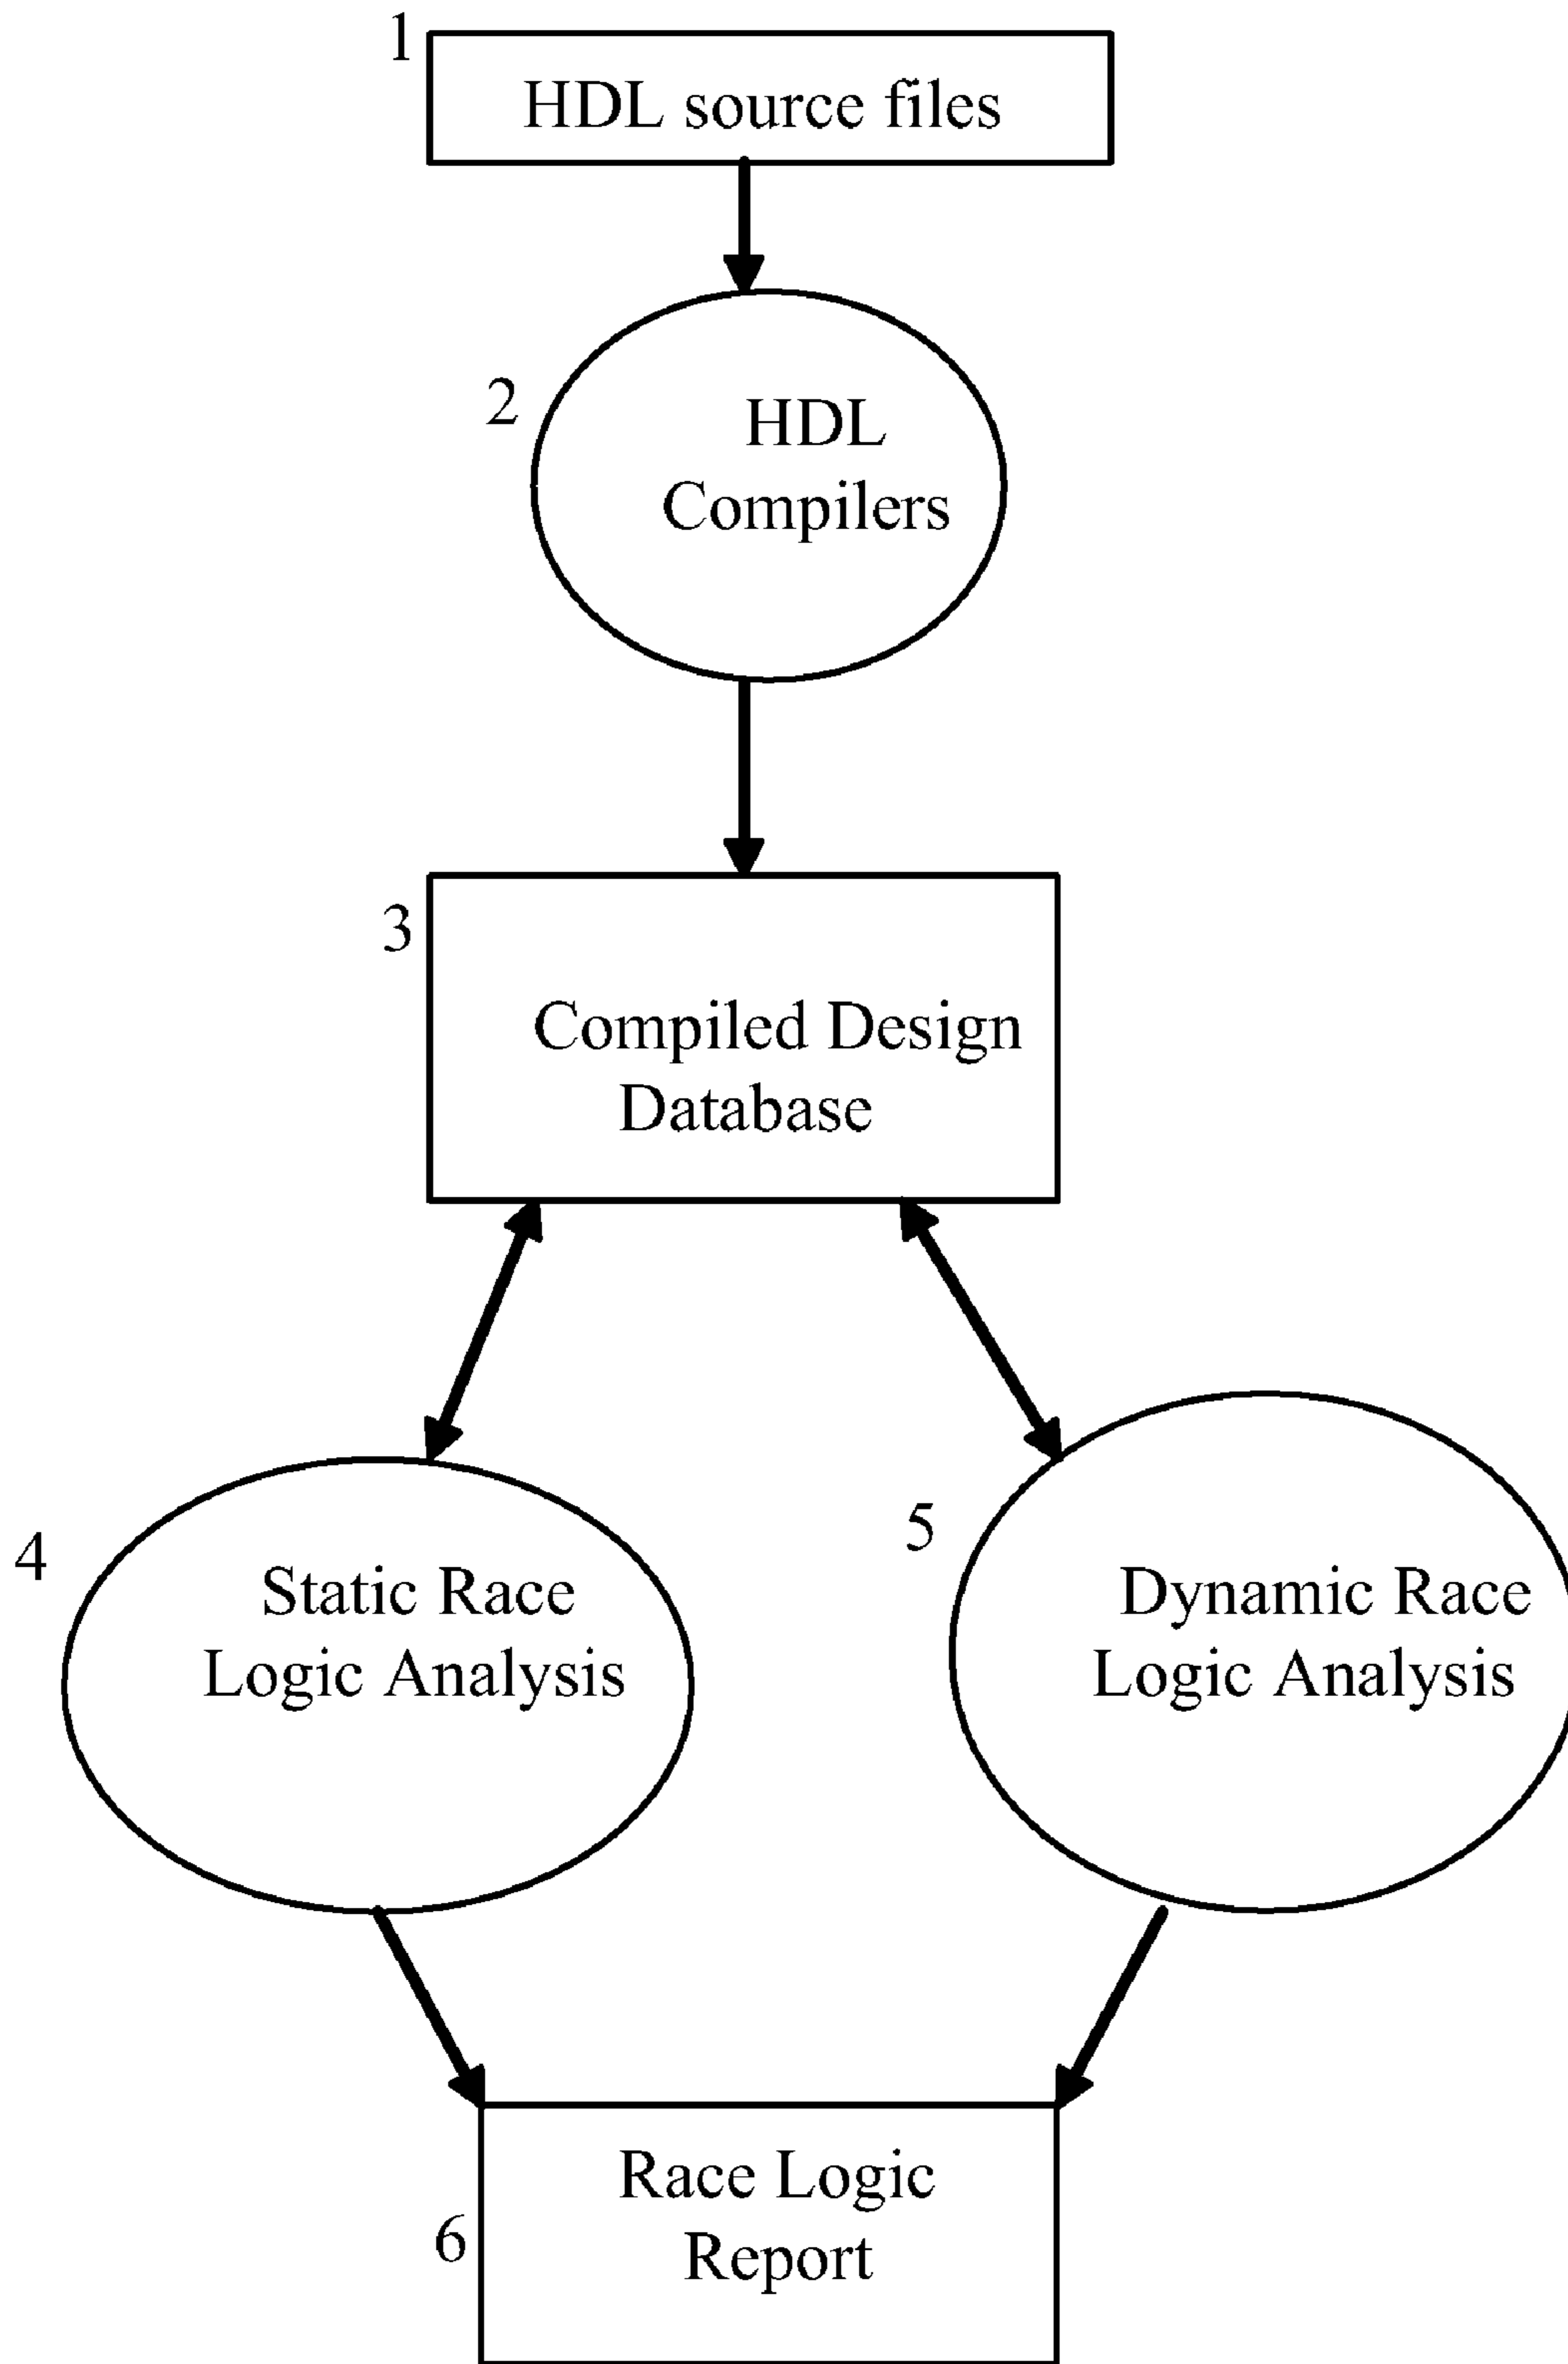 1
HDL source files
2
HDL
Compilers
3
Compiled Design
Database
4
Static Race
Logic Analysis
5
Dynamic Race
Logic Analysis
6
Race Logic
Report